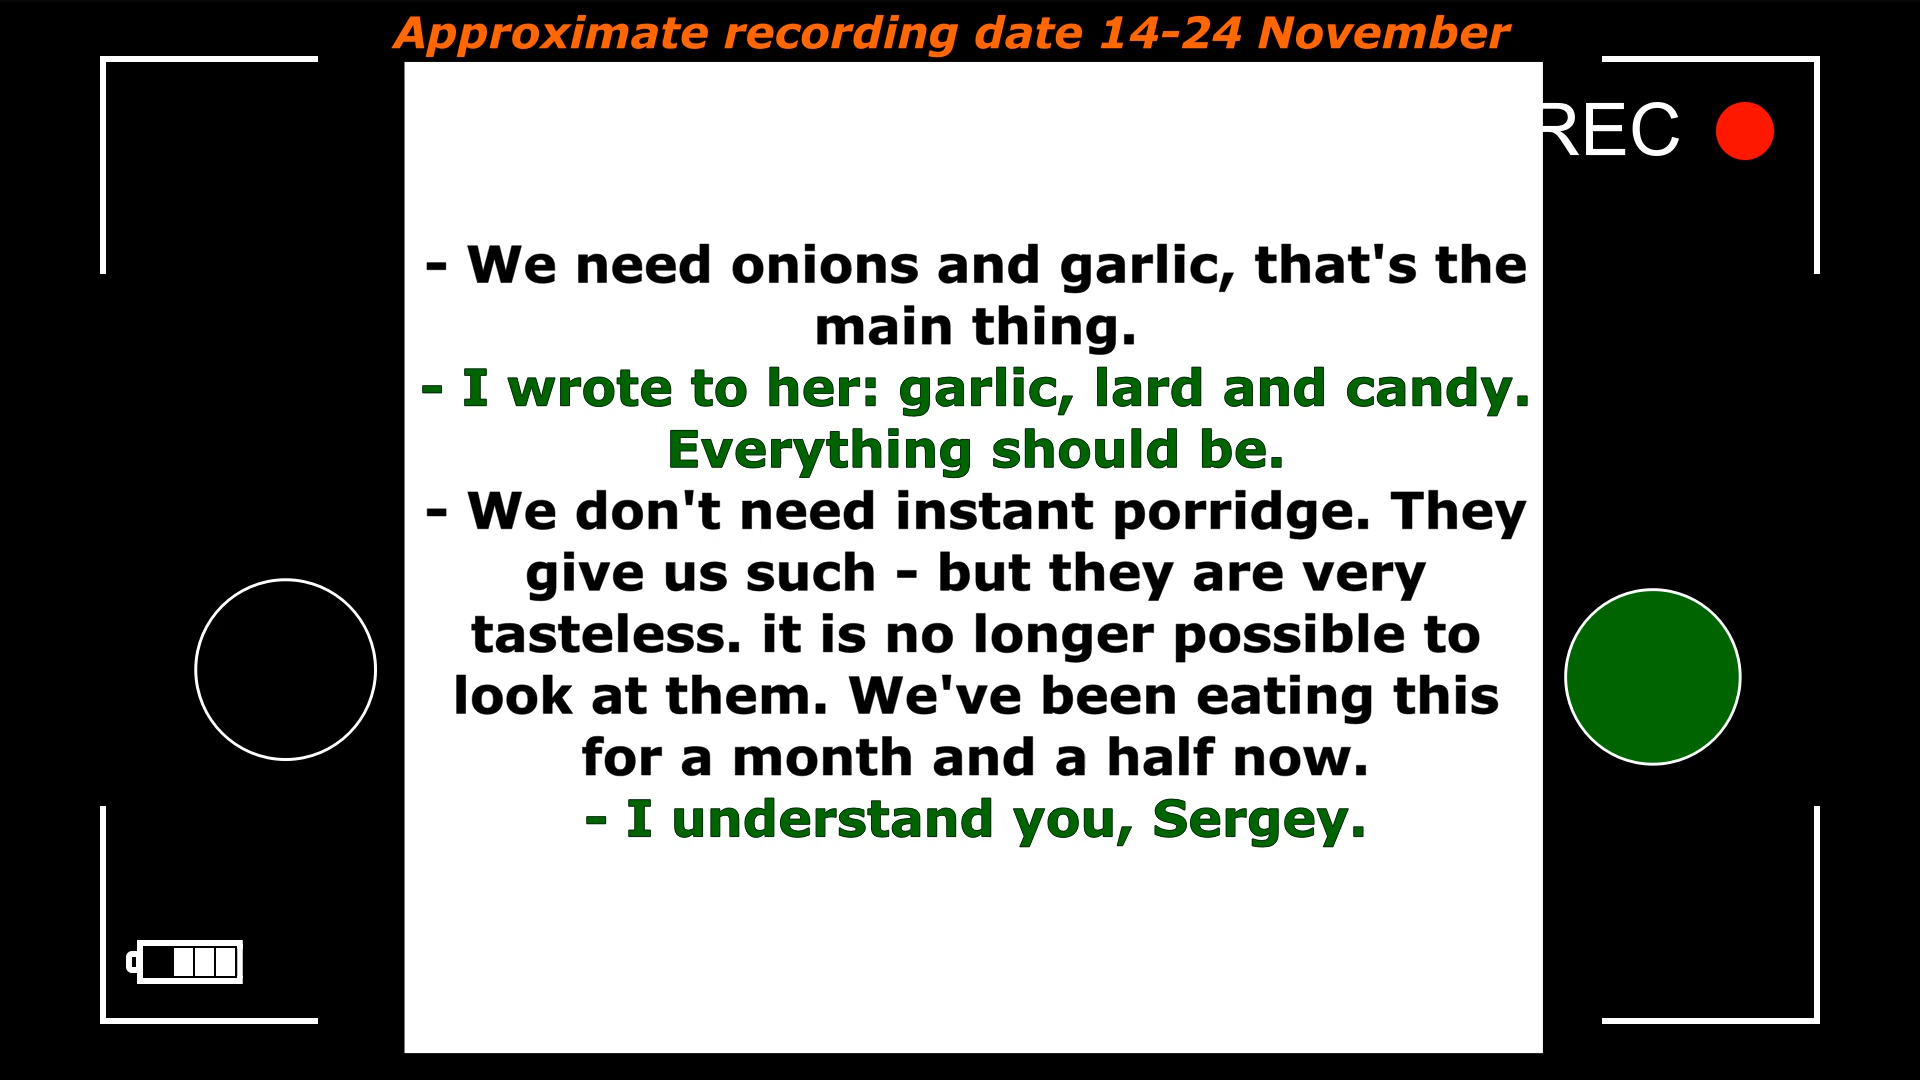 Approximate recording date 14-24 November
REC
- We need onions and garlic, that's the
main thing.
- I wrote to her: garlic, lard and candy.
Everything should be.
- We don't need instant porridge. They
give us such - but they are very
tasteless. it is no longer possible to
look at them. We've been eating this
for a month and a half now.
- I understand you, Sergey.